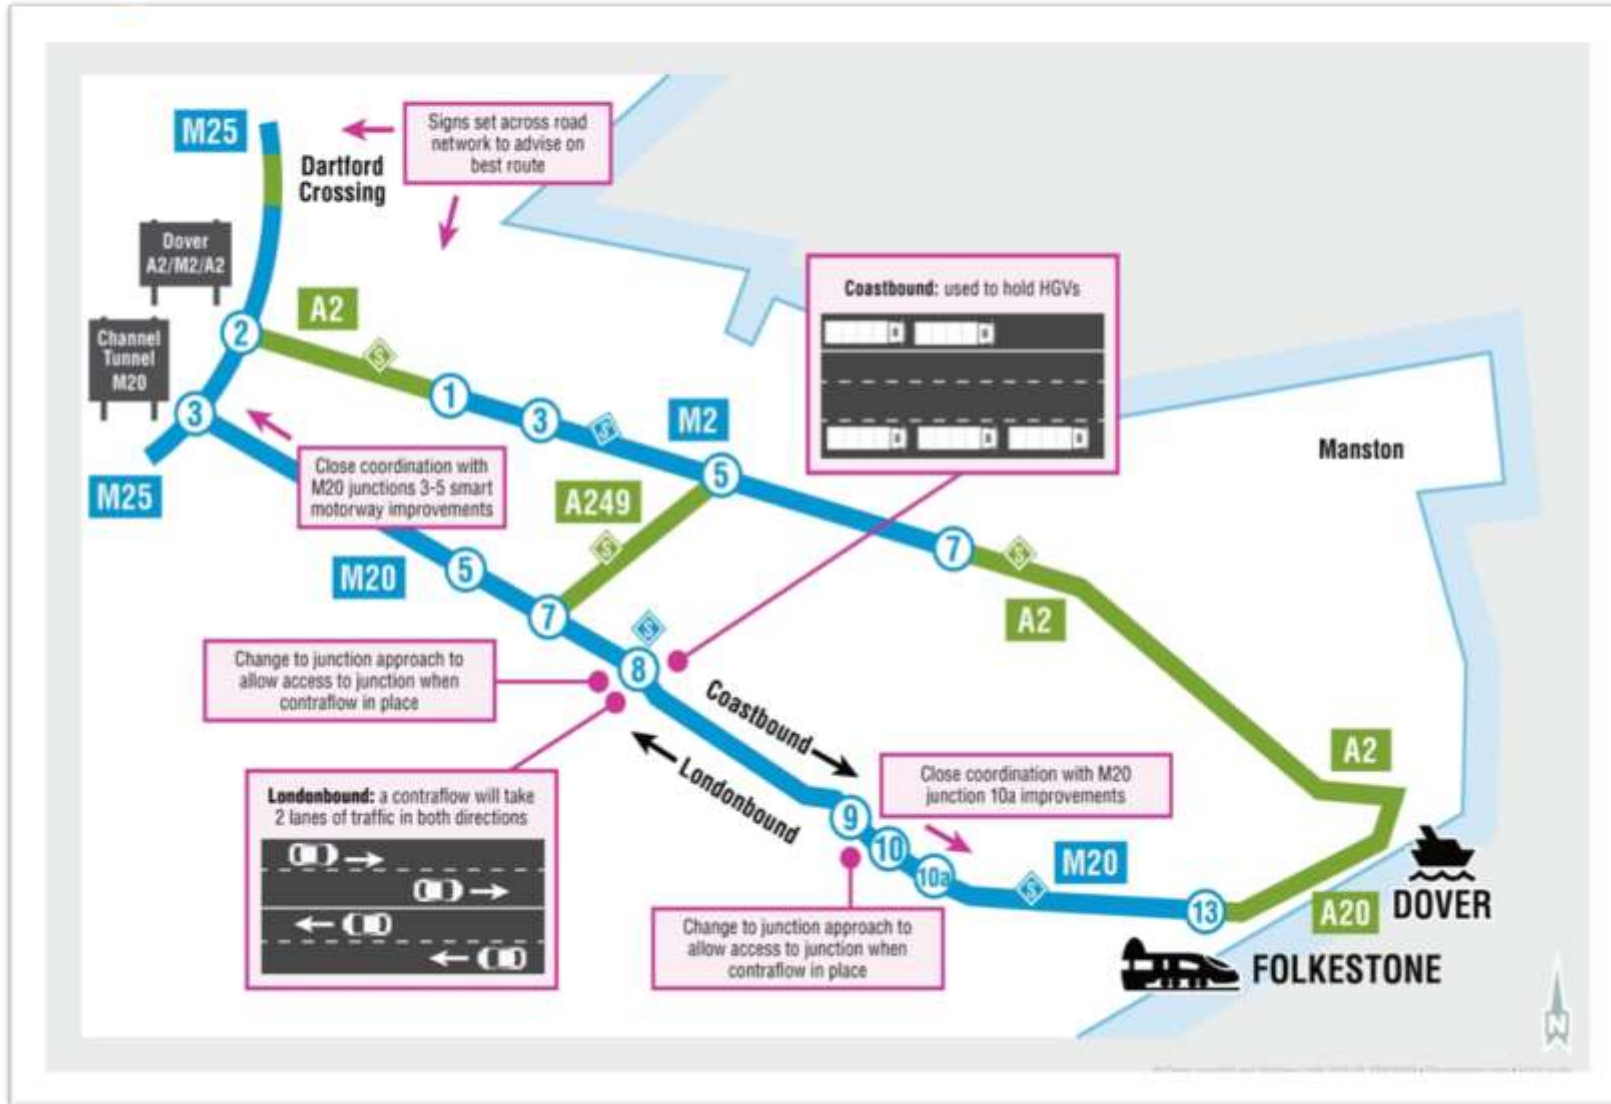 M25
Dartford
Crossing
Signs set across road
network to advise on
best route
Dover
A2/M2/A2
Channel
Tunnel
M20
2
A2
S
1
3
3
S
M2
5
M25
Close coordination with
M20 junctions 3-5 smart
motorway improvements
A249
S
Coastbound: used to hold HGVs
Manston
M20
5
7
7
S
A2
S
8
Change to junction approach to
allow access to junction when
contraflow in place
Coastbound
Londonbound
Londonbound: a contraflow will take
2 lanes of traffic in both directions
Close coordination with M20
junction 10a improvements
9
10
10a
S
M20
13
A2
A20
DOVER
Change to junction approach to
allow access to junction when
contraflow in place
FOLKESTONE
N